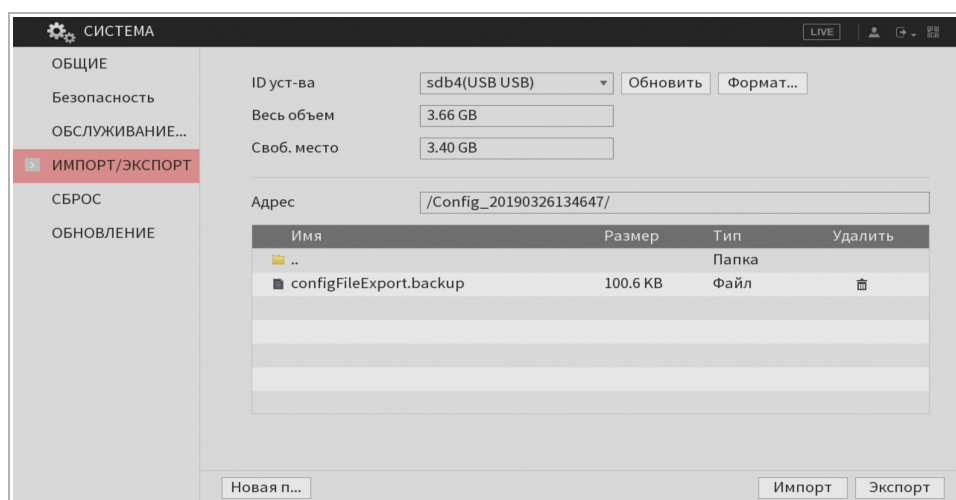 СИСТЕМА
LIVE
ОБЩИЕ
Безопасность
ОБСЛУЖИВАНИЕ...
ИМПОРТ/ЭКСПОРТ
СБРОС
ОБНОВЛЕНИЕ
ID уст-ва sdb4(USB USB) Обновить Формат...
Весь объем 3.66 GB
Своб. место 3.40 GB
Адрес /Config_20190326134647/
Имя Размер Тип Удалить
.. Папка
configFileExport.backup 100.6 KB Файл
Новая п... Импорт Экспорт